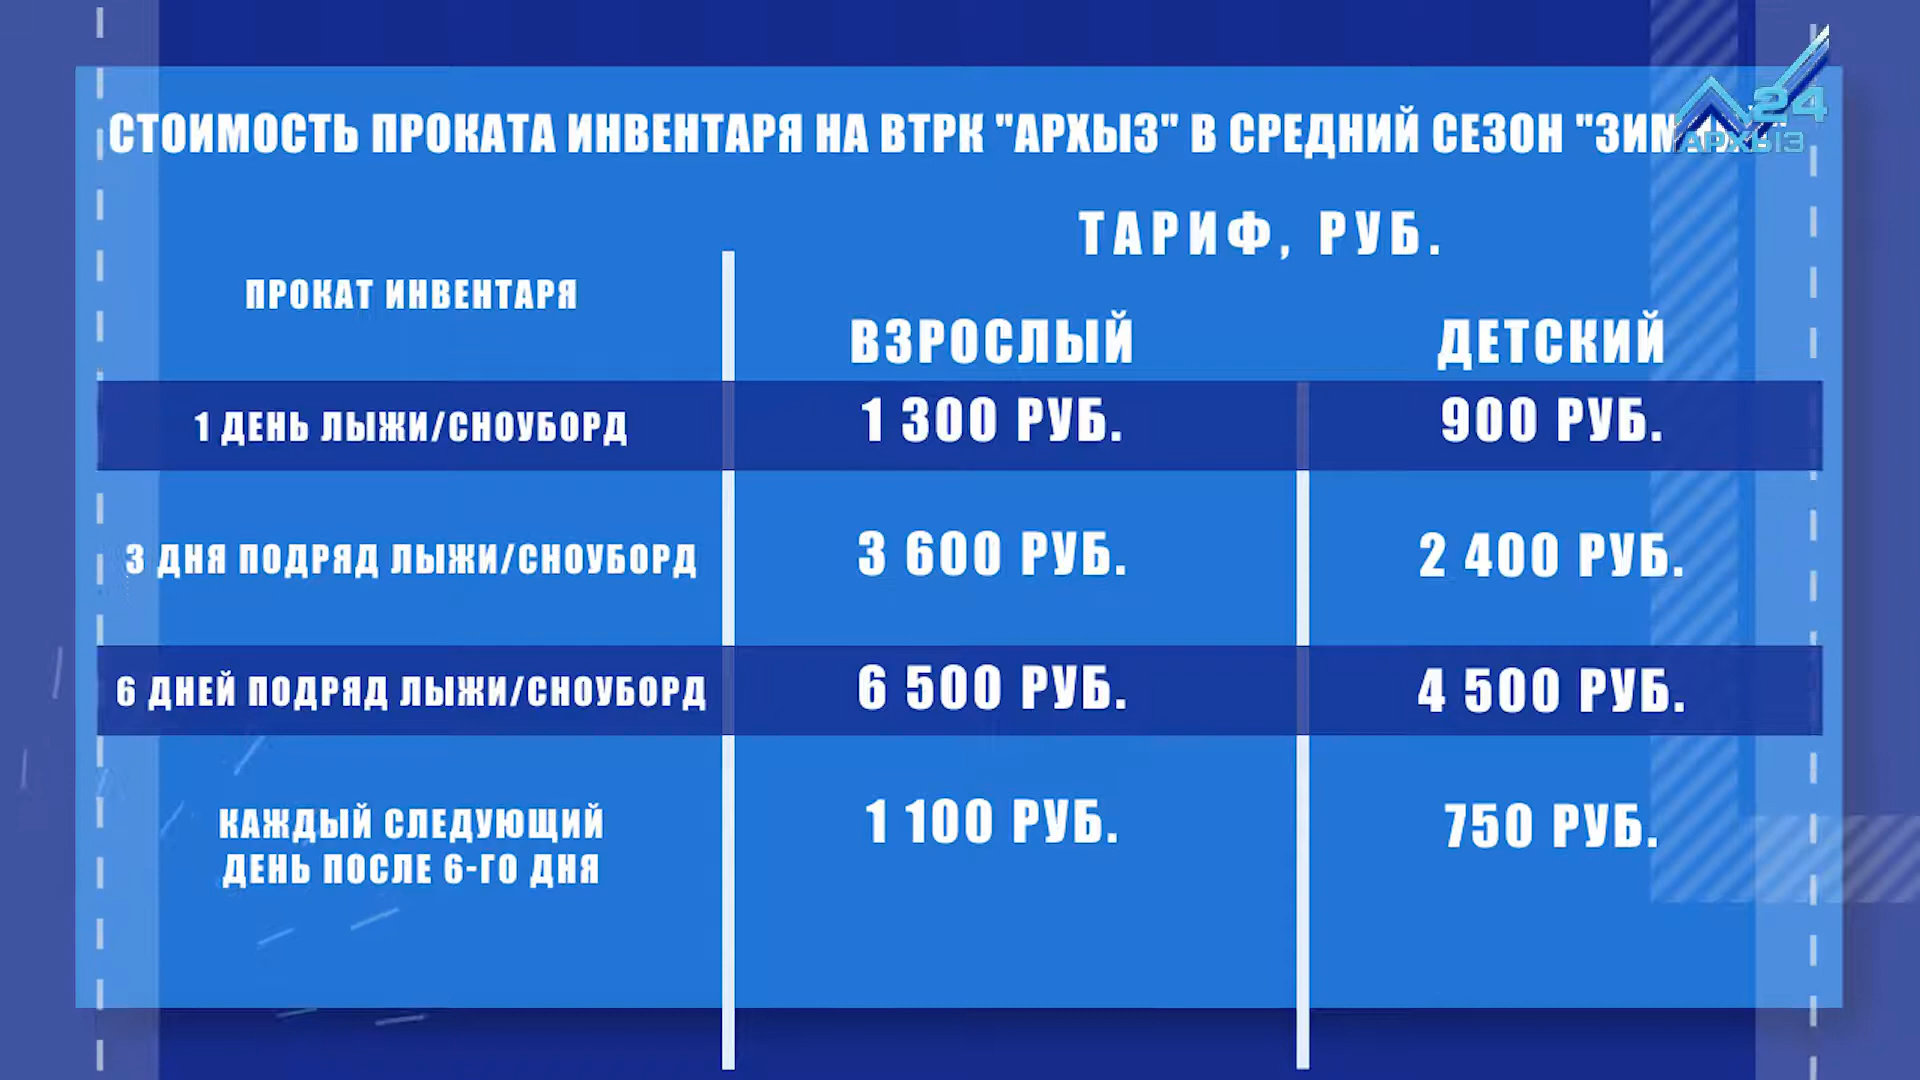 СТОИМОСТЬ ПРОКАТА ИНВЕНТАРЯ НА ВТРК "АРХЫЗ" В СРЕДНИЙ СЕЗОН
24
АРХЫЗ
ТАРИФ, РУБ.
ПРОКАТ ИНВЕНТАРЯ
ВЗРОСЛЫЙ ДЕТСКИЙ
1 ДЕНЬ ЛЫЖИ/СНОУБОРД 1 300 РУБ. 900 РУБ.
3 ДНЯ ПОДРЯД ЛЫЖИ/СНОУБОРД 3 600 РУБ. 2 400 РУБ.
6 ДНЕЙ ПОДРЯД ЛЫЖИ/СНОУБОРД 6 500 РУБ. 4 500 РУБ.
КАЖДЫЙ СЛЕДУЮЩИЙ 1 100 РУБ. 750 РУБ.
ДЕНЬ ПОСЛЕ 6-ГО ДНЯ